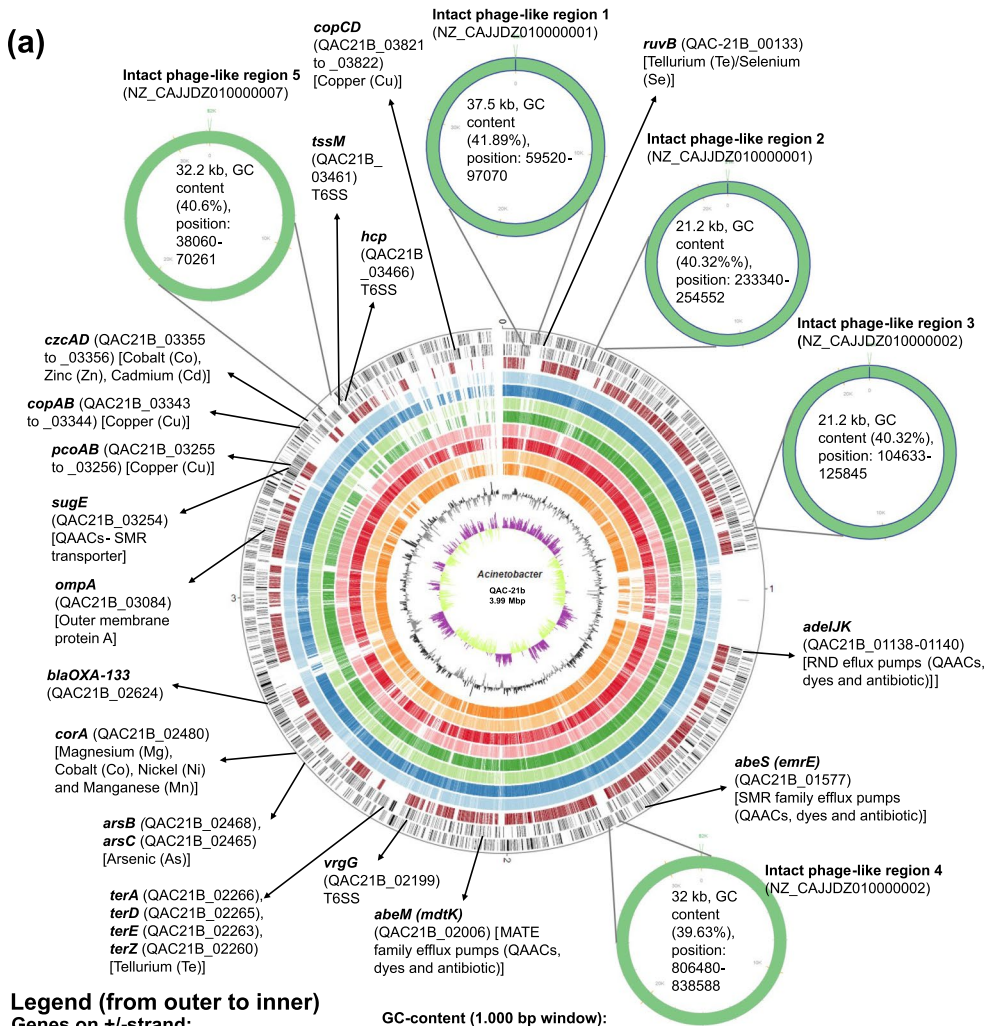 (a)
Intact phage-like region 5
(NZ_CAJJDZ010000007)
32.2 kb, GC
content
(40.6%),
position:
38060-
70261
copCD
(QAC21B_03821
to _03822)
[Copper (Cu)]
tssM
(QAC21B_
03461)
T6SS
hcp
(QAC21B
_03466)
T6SS
Intact phage-like region 1
(NZ_CAJJDZ010000001)
37.5 kb, GC
content
(41.89%),
position: 59520-
97070
ruvB (QAC-21B_00133)
[Tellurium (Te)/Selenium
(Se)]
Intact phage-like region 2
(NZ_CAJJDZ010000001)
21.2 kb, GC
content
(40.32%%),
position: 233340-
254552
Intact phage-like region 3
(NZ_CAJJDZ010000002)
21.2 kb, GC
content (40.32%),
position: 104633-
125845
czcAD (QAC21B_03355
to _03356) [Cobalt (Co),
Zinc (Zn), Cadmium (Cd)]
copAB (QAC21B_03343
to _03344) [Copper (Cu)]
pcoAB (QAC21B_03255
to _03256) [Copper (Cu)]
sugE
(QAC21B_03254)
[QAACs- SMR
transporter]
ompA
(QAC21B_03084)
[Outer membrane
protein A]
blaOXA-133
(QAC21B_02624)
corA (QAC21B_02480)
[Magnesium (Mg),
Cobalt (Co), Nickel (Ni)
and Manganese (Mn)]
arsB (QAC21B_02468),
arsC (QAC21B_02465)
[Arsenic (As)]
terA (QAC21B_02266),
terD (QAC21B_02265),
terE (QAC21B_02263),
terZ (QAC21B_02260)
[Tellurium (Te)]
0
1
2
3
Acinetobacter
QAC-21b
3.99 Mbp
adeIJK
(QAC21B_01138-01140)
[RND eflux pumps (QAACs,
dyes and antibiotic)]]
abeS (emrE)
(QAC21B_01577)
[SMR family efflux pumps
(QAACs, dyes and antibiotic)]
vrgG
(QAC21B_02199)
T6SS
abeM (mdtK)
(QAC21B_02006) [MATE
family efflux pumps (QAACs,
dyes and antibiotic)]
Intact phage-like region 4
(NZ_CAJJDZ010000002)
32 kb, GC
content
(39.63%),
position:
806480-
838588
Legend (from outer to inner)
Genes on +/-strand:
GC-content (1.000 bp window):